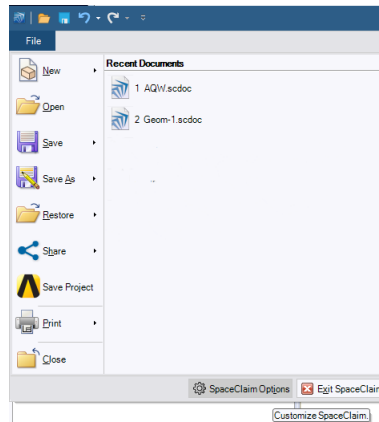 File
New
Recent Documents
1 AQW.scdoc
2 Geom-1.scdoc
Open
Save
Save As
Restore
Share
Save Project
Print
Close
SpaceClaim Options
Exit SpaceClaim
Customize SpaceClaim.